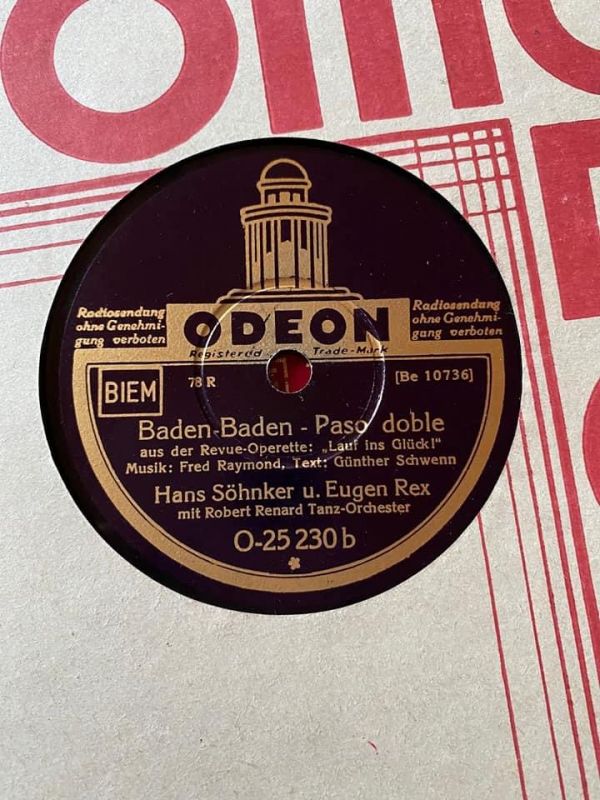 Radiosendung
ohne Genehmi-
gung verboten
ODEON
Radiosendung
ohne Genehmi-
gung verboten
Registered Trade-Mark
BIEM
78 R
[Be 10736]
Baden-Baden - Paso doble
aus der Revue-Operette: „Lauf ins Glück!"
Musik: Fred Raymond, Text: Günther Schwenn
Hans Söhnker u. Eugen Rex
mit Robert Renard Tanz-Orchester
O-25 230 b